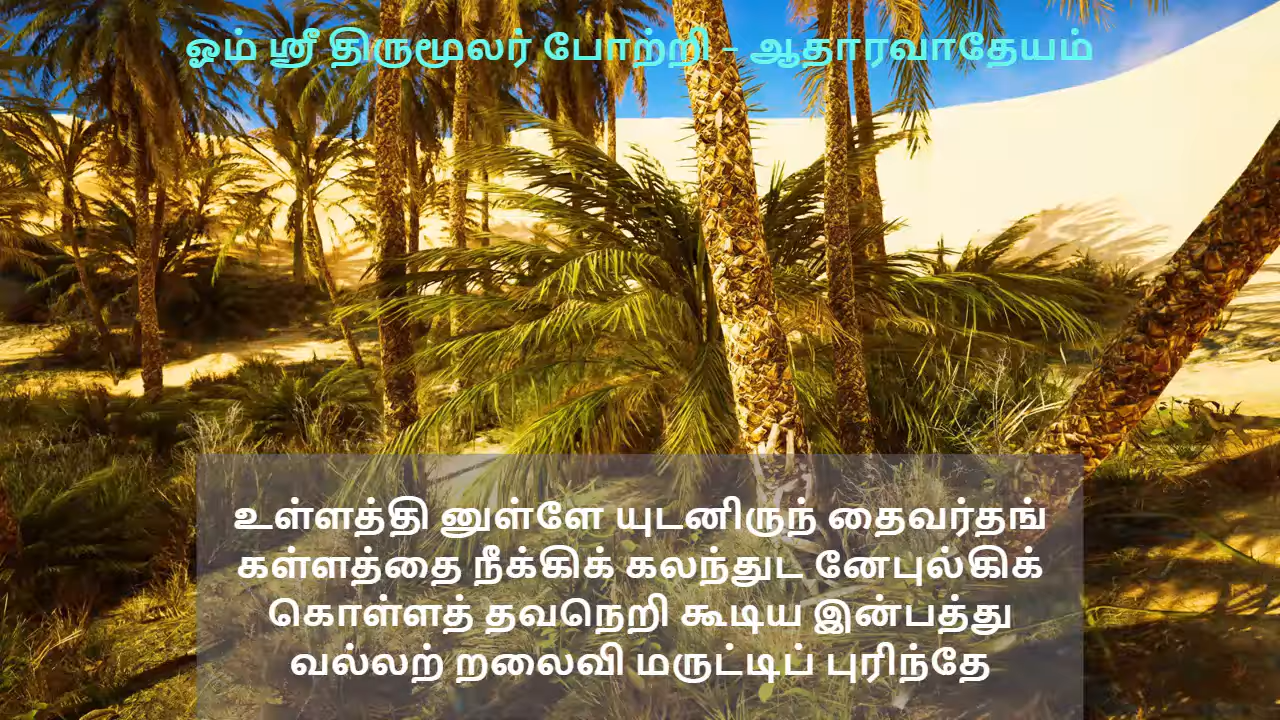 ஓம் ஸ்ரீ திருமூலர் போற்றி - ஆதாரவாதேயம்
உள்ளத்தி னுள்ளே யுடனிருந் தைவர்தங்
கள்ளத்தை நீக்கிக் கலந்துட னேபுல்கிக்
கொள்ளத் தவநெறி கூடிய இன்பத்து
வல்லற் றலைவி மருட்டிப் புரிந்தே